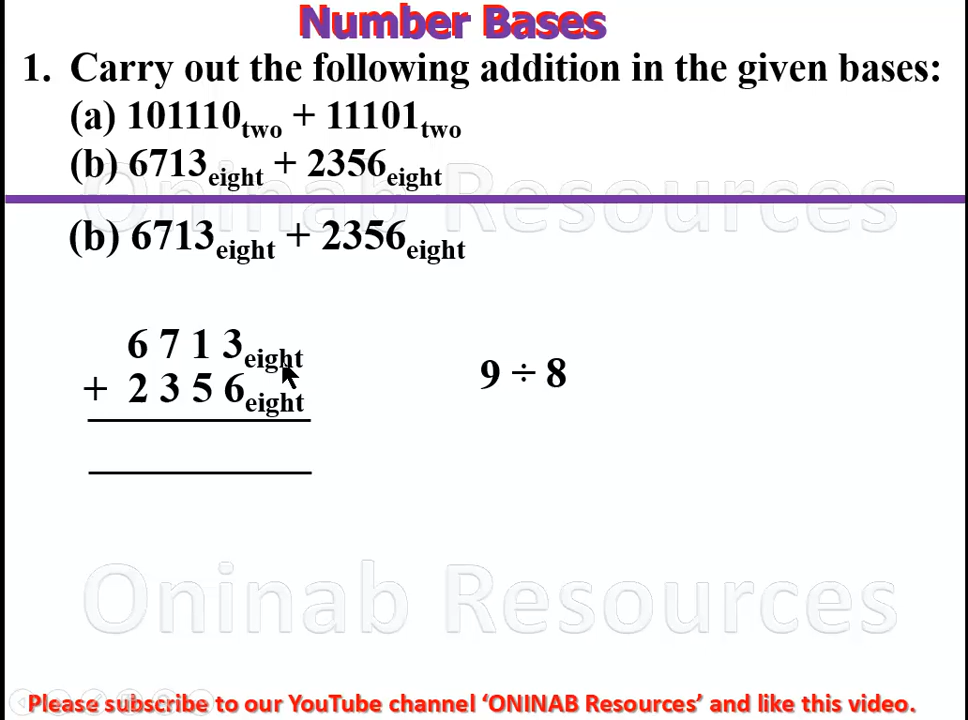 Number Bases
1. Carry out the following addition in the given bases:
(a) 101110two + 11101two
(b) 6713eight + 2356eight
Oninab Resources
(b) 6713eight + 2356eight
6 7 1 3eight
+ 2 3 5 6eight
9 ÷ 8
Oninab Resources
Please subscribe to our YouTube channel ‘ONINAB Resources’ and like this video.